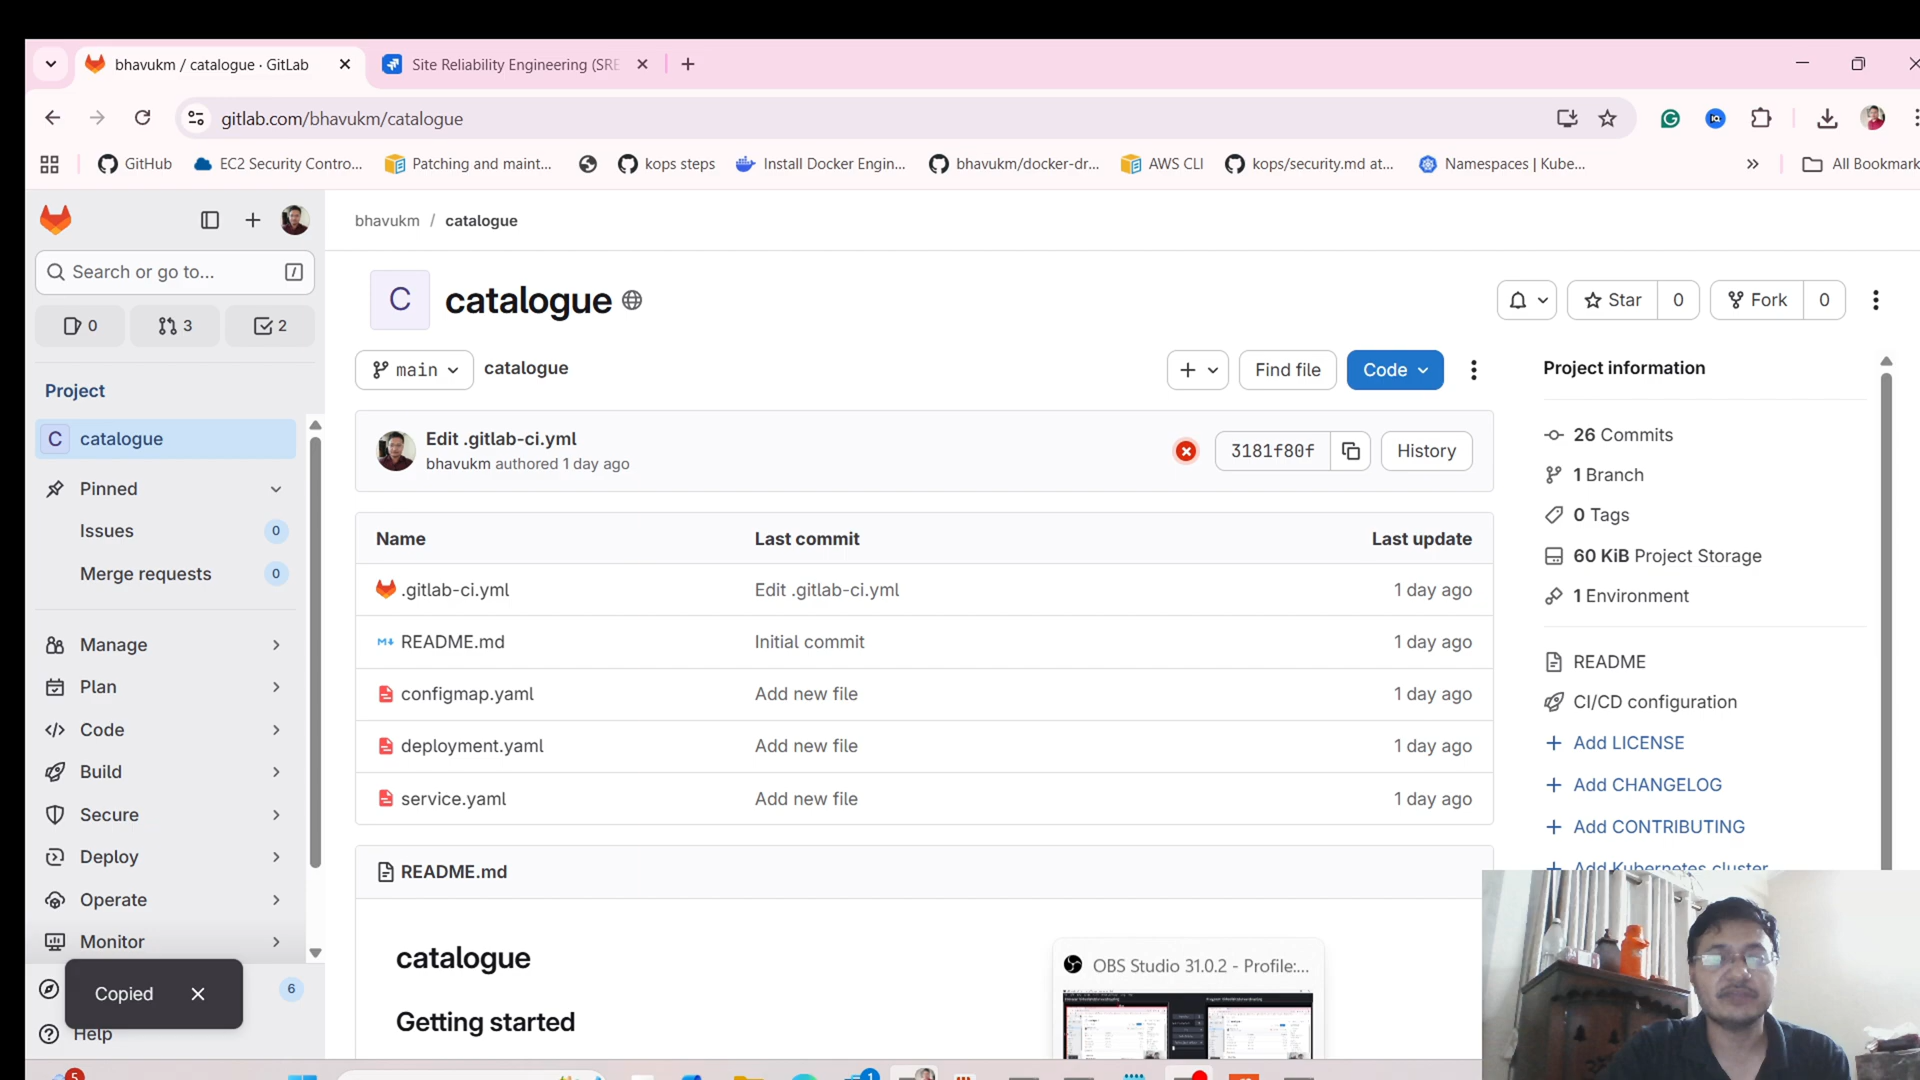 bhavukm / catalogue · GitLab
Site Reliability Engineering (SRE
gitlab.com/bhavukm/catalogue
GitHub
EC2 Security Contro...
Patching and maint...
kops steps
Install Docker Engin...
bhavukm/docker-dr...
AWS CLI
kops/security.md at...
Namespaces | Kube...
All Bookmark
bhavukm / catalogue
Search or go to...
/
0
3
2
C
catalogue
Star
0
Fork
0
main
catalogue
Find file
Code
Project information
Project
C catalogue
Edit .gitlab-ci.yml
bhavukm authored 1 day ago
3181f80f
History
26 Commits
1 Branch
0 Tags
60 KiB Project Storage
1 Environment
Pinned
Issues 0
Merge requests 0
Name
Last commit
Last update
.gitlab-ci.yml
Edit .gitlab-ci.yml
1 day ago
README.md
Initial commit
1 day ago
configmap.yaml
Add new file
1 day ago
deployment.yaml
Add new file
1 day ago
service.yaml
Add new file
1 day ago
README
CI/CD configuration
Add LICENSE
Add CHANGELOG
Add CONTRIBUTING
Add Kubernetes cluster
Manage
Plan
Code
Build
Secure
Deploy
Operate
Monitor
6
Copied
Help
README.md
catalogue
Getting started
OBS Studio 31.0.2 - Profile:...
5
1